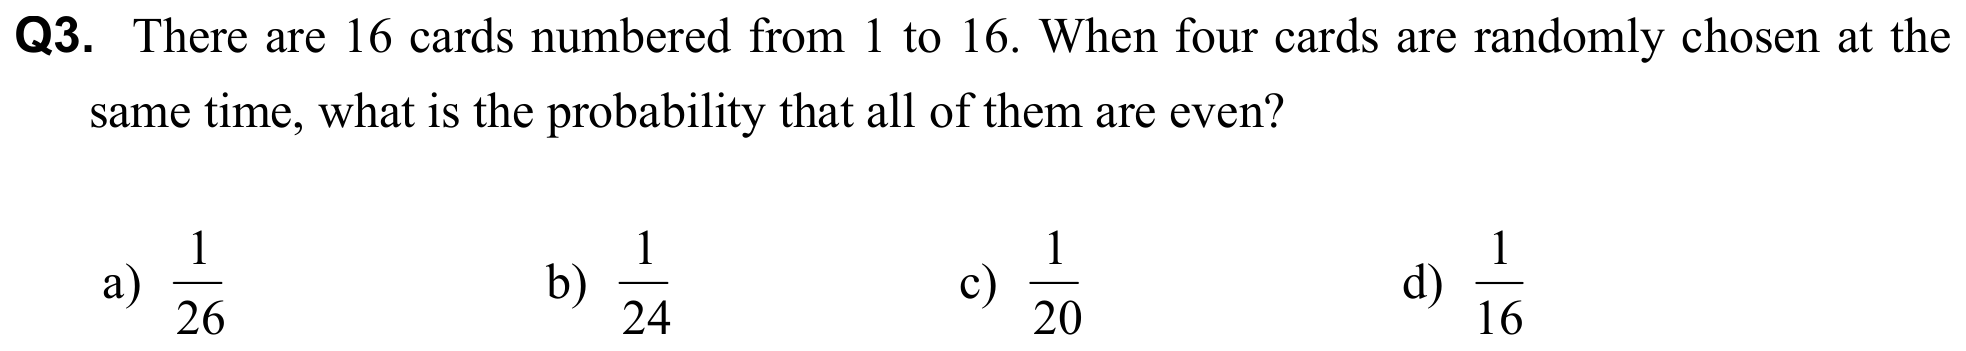 Q3. There are 16 cards numbered from 1 to 16. When four cards are randomly chosen at the
same time, what is the probability that all of them are even?
a) 1/26 b) 1/24 c) 1/20 d) 1/16